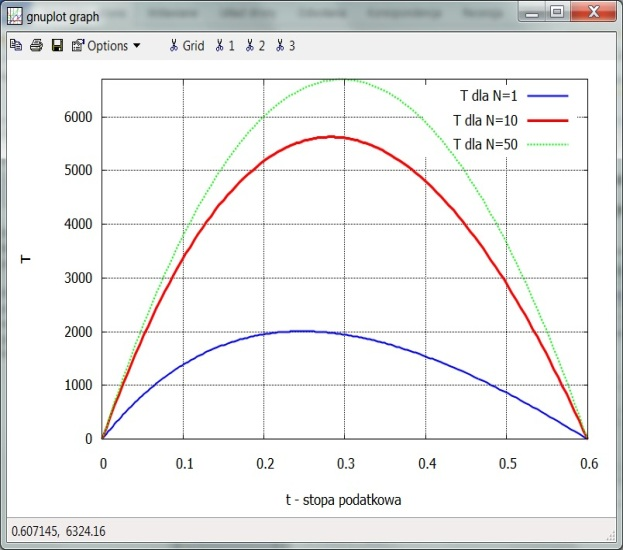 gnuplot graph
Options Grid 1 2 3
T dla N=1
T dla N=10
T dla N=50
6000
5000
4000
3000
2000
1000
0
T
0 0.1 0.2 0.3 0.4 0.5 0.6
t - stopa podatkowa
0.607145, 6324.16